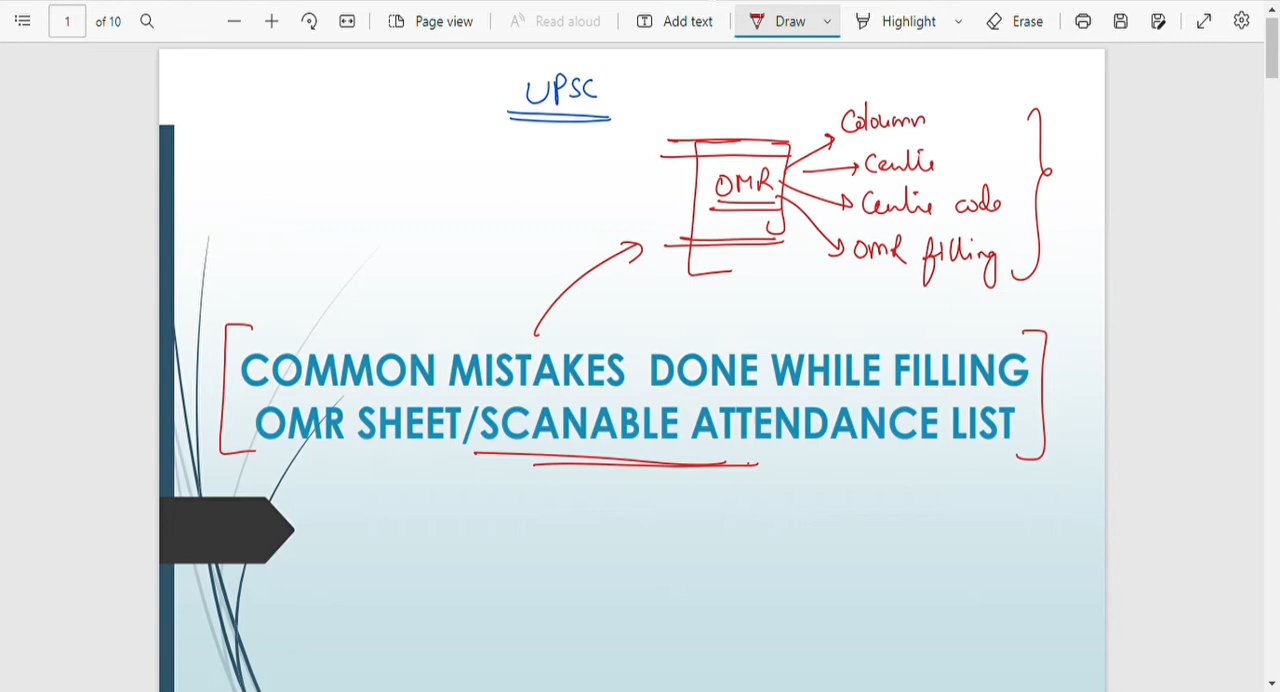 1 of 10 Page view Read aloud Add text Draw Highlight Erase
UPSC
Coloumn
OMR
Centre
Centre code
OMR filling
COMMON MISTAKES DONE WHILE FILLING
OMR SHEET/SCANABLE ATTENDANCE LIST